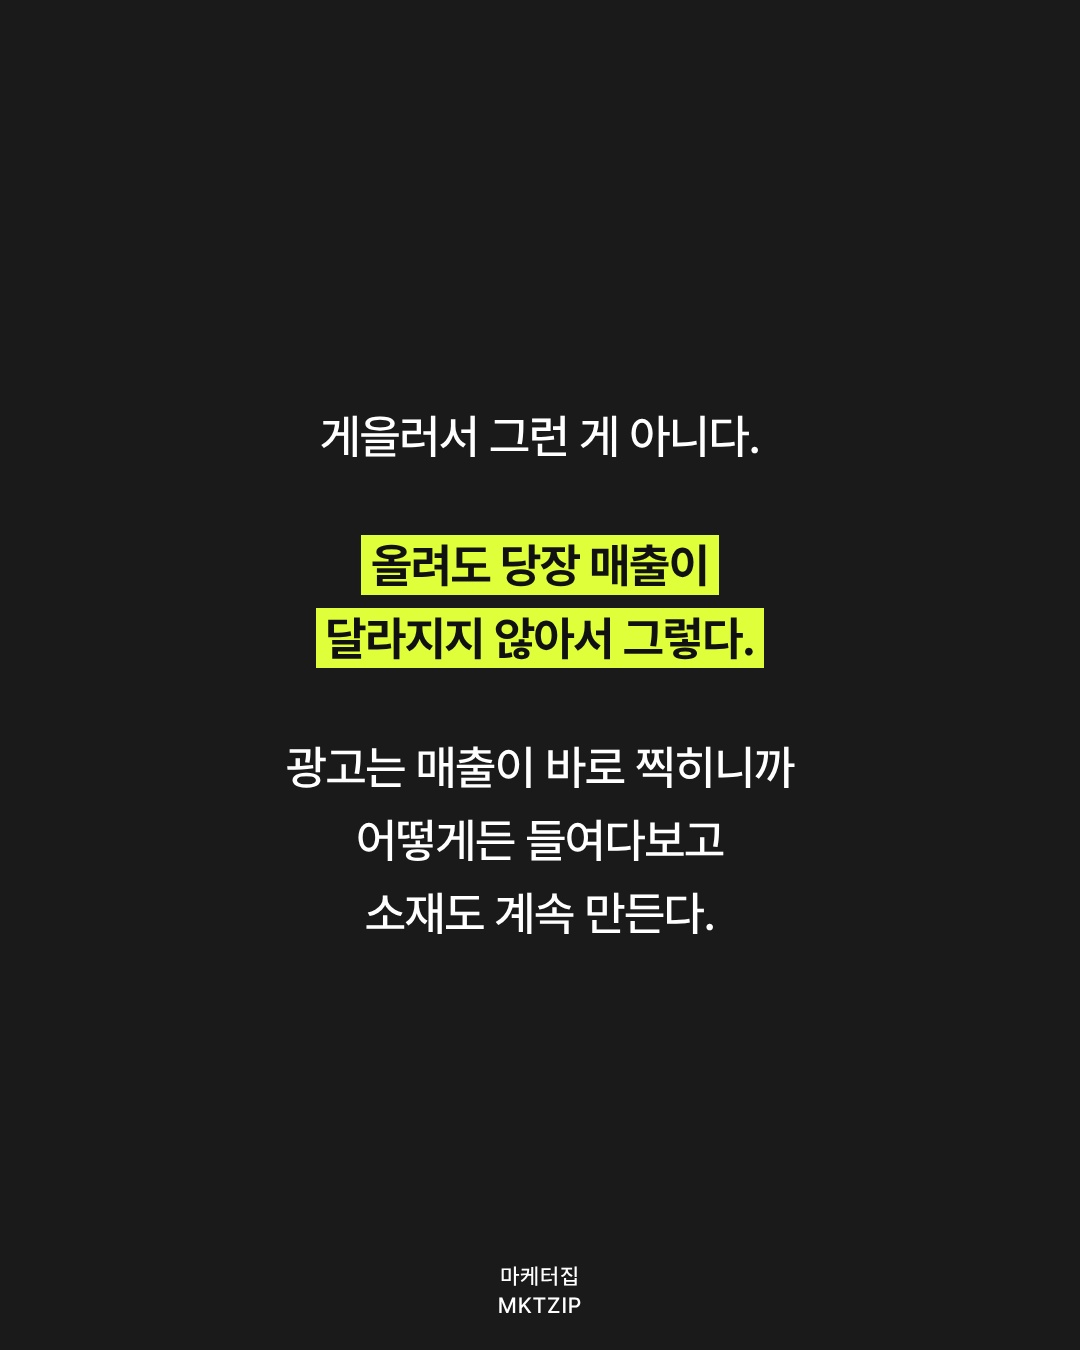 게을러서 그런 게 아니다.
올려도 당장 매출이
달라지지 않아서 그렇다.
광고는 매출이 바로 찍히니까
어떻게든 들여다보고
소재도 계속 만든다.
마케터집
MKTZIP